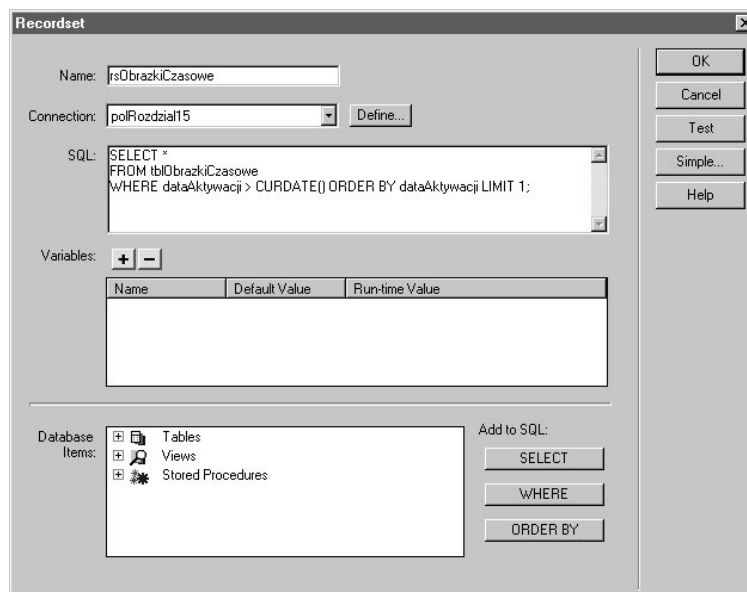 Recordset
Name: rsObrazkiCzasowe
Connection: polRozdzial15 Define...
SQL: SELECT *
FROM tblObrazkiCzasowe
WHERE dataAktywacji > CURDATE() ORDER BY dataAktywacji LIMIT 1;
Variables:
Name Default Value Run-time Value
Database Items:
Tables
Views
Stored Procedures
Add to SQL:
SELECT
WHERE
ORDER BY
OK
Cancel
Test
Simple...
Help